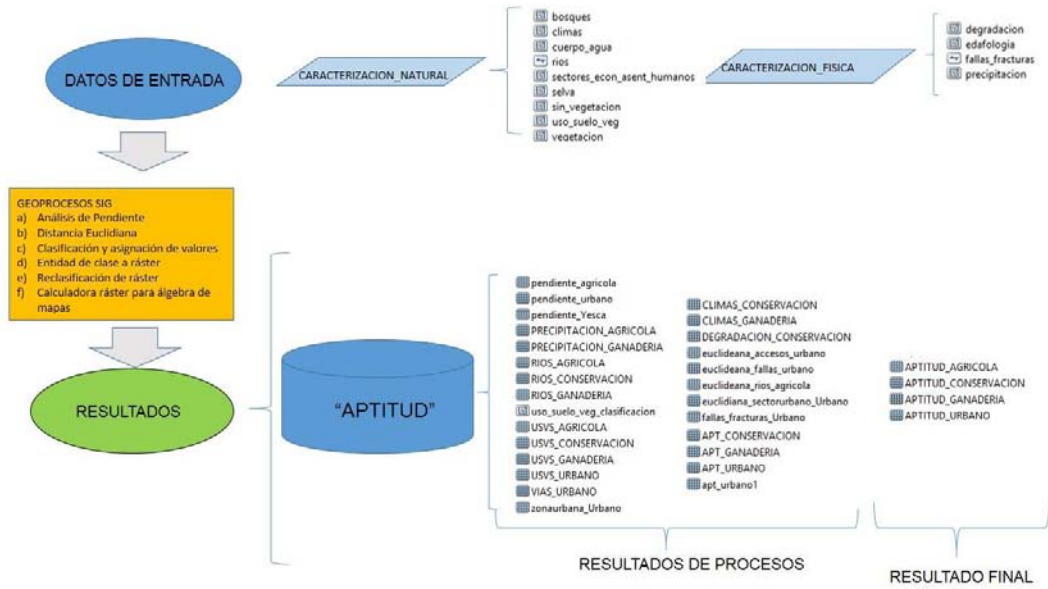 DATOS DE ENTRADA
CARACTERIZACION_NATURAL
bosques
climas
cuerpo_agua
rios
sectores_econ_asent_humanos
selva
sin_vegetacion
uso_suelo_veg
vegetacion
CARACTERIZACION_FISICA
degradacion
edafologia
fallas_fracturas
precipitacion
GEOPROCESOS SIG
a) Análisis de Pendiente
b) Distancia Euclidiana
c) Clasificación y asignación de valores
d) Entidad de clase a ráster
e) Reclasificación de ráster
f) Calculadora ráster para álgebra de
mapas
RESULTADOS
“APTITUD”
pendiente_agricola
pendiente_urbano
pendiente_Yesca
PRECIPITACION_AGRICOLA
PRECIPITACION_GANADERIA
RIOS_AGRICOLA
RIOS_CONSERVACION
RIOS_GANADERIA
uso_suelo_veg_clasificacion
USVS_AGRICOLA
USVS_CONSERVACION
USVS_GANADERIA
USVS_URBANO
VIAS_URBANO
zonaurbana_Urbano
CLIMAS_CONSERVACION
CLIMAS_GANADERIA
DEGRADACION_CONSERVACION
euclideana_accesos_urbano
euclideana_fallas_urbano
euclideana_rios_agricola
euclidiana_sectorurbano_Urbano
fallas_fracturas_Urbano
APT_CONSERVACION
APT_GANADERIA
APT_URBANO
apt_urbano1
APTITUD_AGRICOLA
APTITUD_CONSERVACION
APTITUD_GANADERIA
APTITUD_URBANO
RESULTADOS DE PROCESOS
RESULTADO FINAL